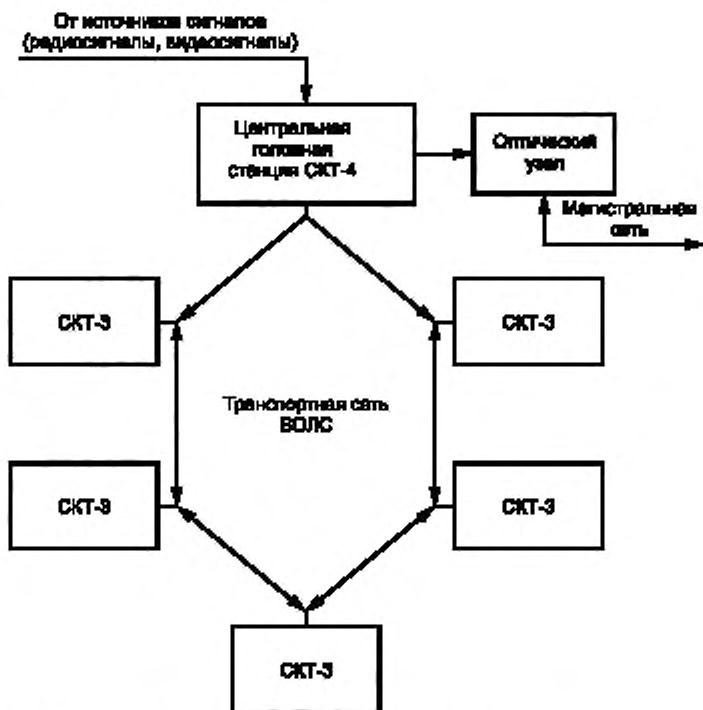 От источников сигналов
(радиосигналы, видеосигналы)
Центральная
головная
станция СКТ-4
Оптический
узел
Магистральная
сеть
СКТ-3
СКТ-3
Транспортная сеть
ВОЛС
СКТ-3
СКТ-3
СКТ-3